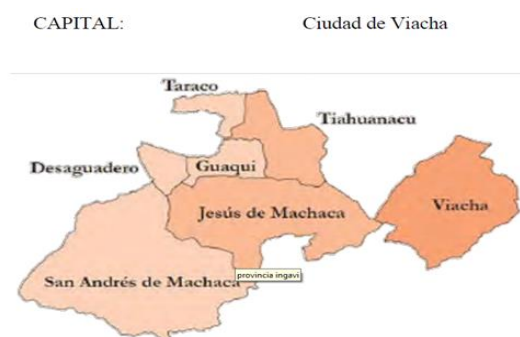 CAPITAL: Ciudad de Viacha
Taraco
Tiahuanacu
Desaguadero
Guaqui
Viacha
Jesús de Machaca
provincia ingavi
San Andrés de Machaca